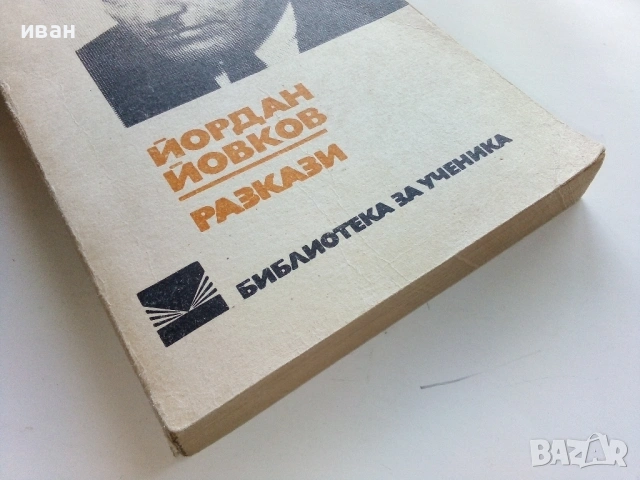 иван
ЙОРДАН
ЙОВКОВ
РАЗКАЗИ
БИБЛИОТЕКА ЗА УЧЕНИКА
BAZAR